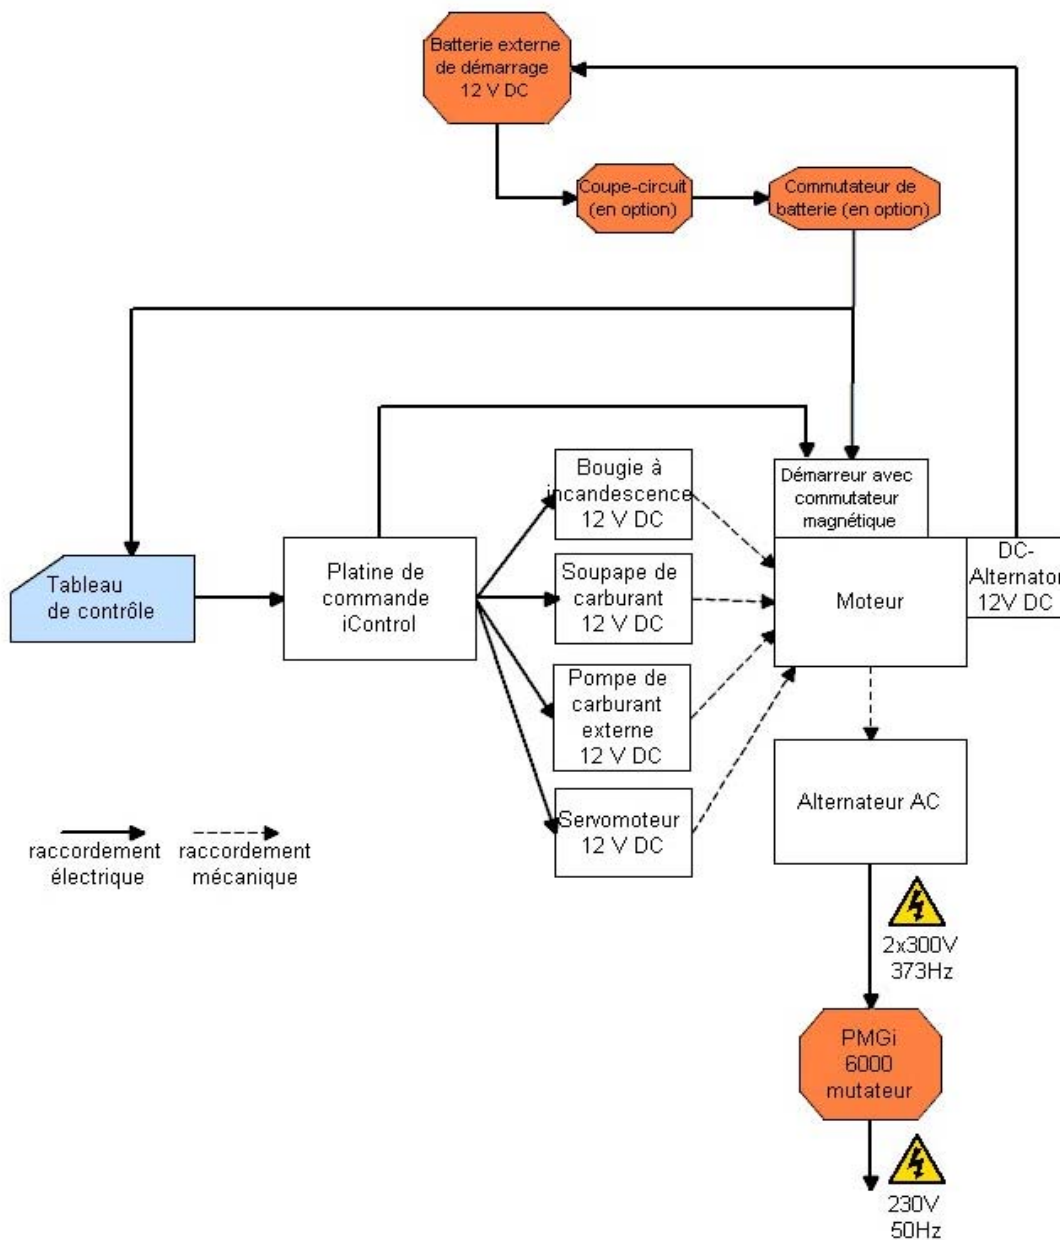 Batterie externe
de démarrage
12 V DC
Coupe-circuit
(en option)
Commutateur de
batterie (en option)
Bougie à
incandescence
12 V DC
Démarreur avec
commutateur
magnétique
Tableau
de contrôle
Platine de
commande
iControl
Soupape de
carburant
12 V DC
Moteur
DC-
Alternator
12V DC
Pompe de
carburant
externe
12 V DC
Servomoteur
12 V DC
Alternateur AC
raccordement
électrique
raccordement
mécanique
2x300V
373Hz
PMGi
6000
mutateur
230V
50Hz